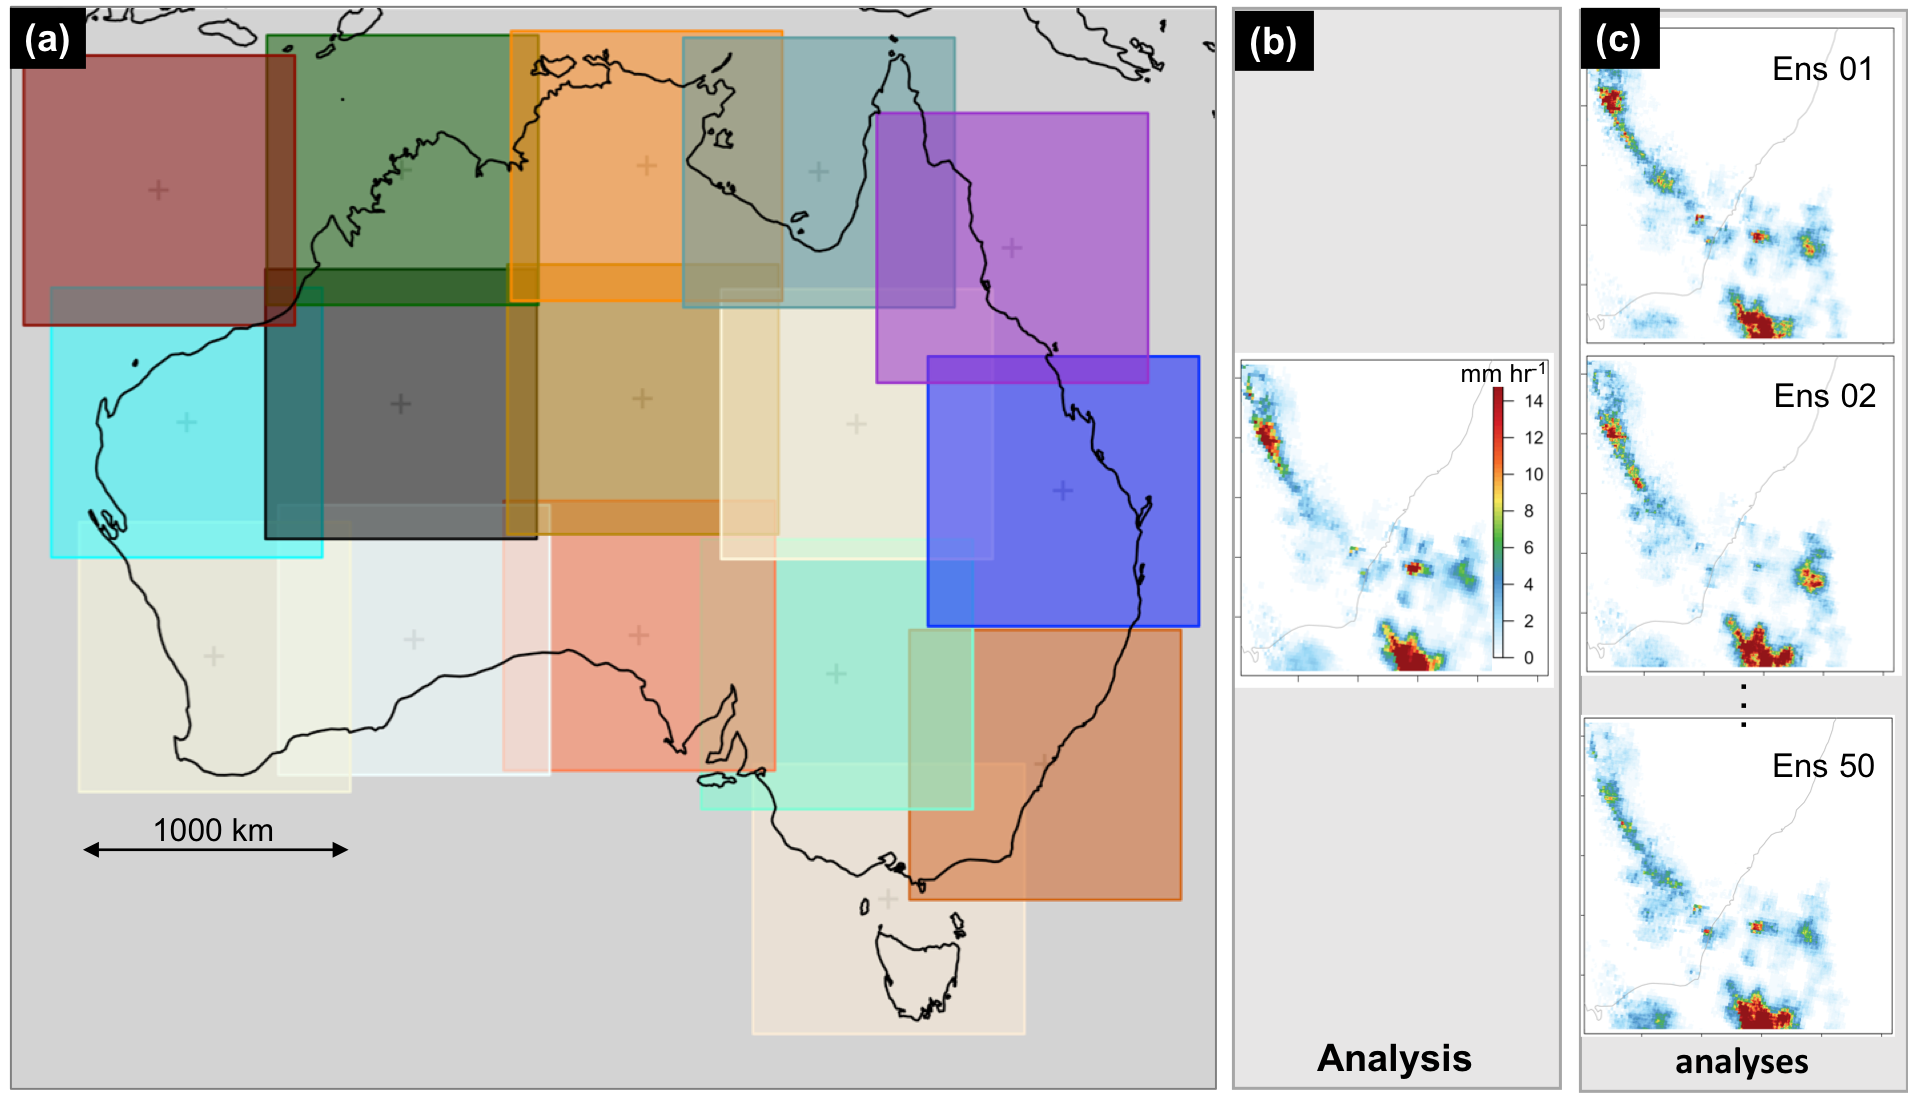 (a)
1000 km
(b)
mm hr-1
14
12
10
8
6
4
2
0
Analysis
(c)
Ens 01
Ens 02
Ens 50
analyses